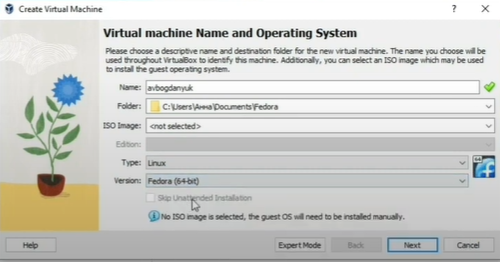 Create Virtual Machine
Virtual machine Name and Operating System
Please choose a descriptive name and destination folder for the new virtual machine. The name you choose will be
used throughout VirtualBox to identify this machine. Additionally, you can select an ISO image which may be used
to install the guest operating system.
Name: avbogdanyuk
Folder: C:\Users\Анна\Documents\Fedora
ISO Image: <not selected>
Edition:
Type: Linux
64
Version: Fedora (64-bit)
Skip Unattended Installation
No ISO image is selected, the guest OS will need to be installed manually.
Help Expert Mode Back Next Cancel